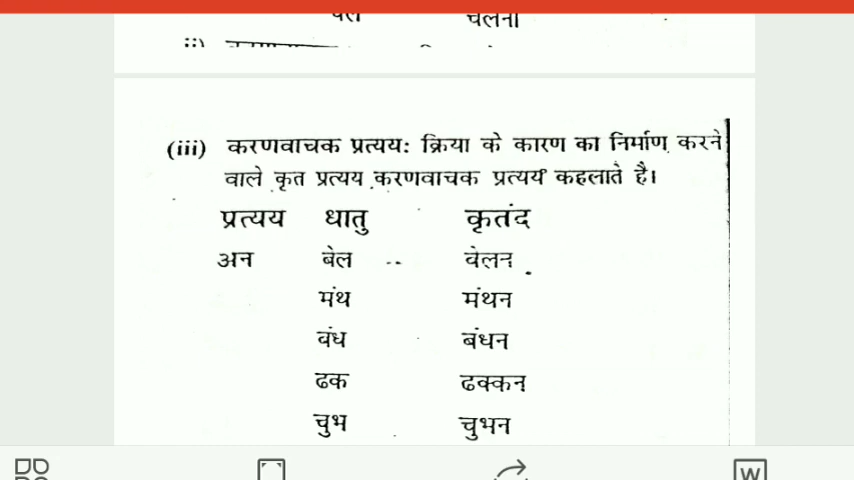 चलना
(iii) करणवाचक प्रत्यय: क्रिया के कारण का निर्माण करने
वाले कृत प्रत्यय करणवाचक प्रत्यय कहलाते है।
प्रत्यय धातु कृतंद
अन बेल -- वेलन
मंथ मंथन
वंध बंधन
ढक ढक्कन
चुभ चुभन
W